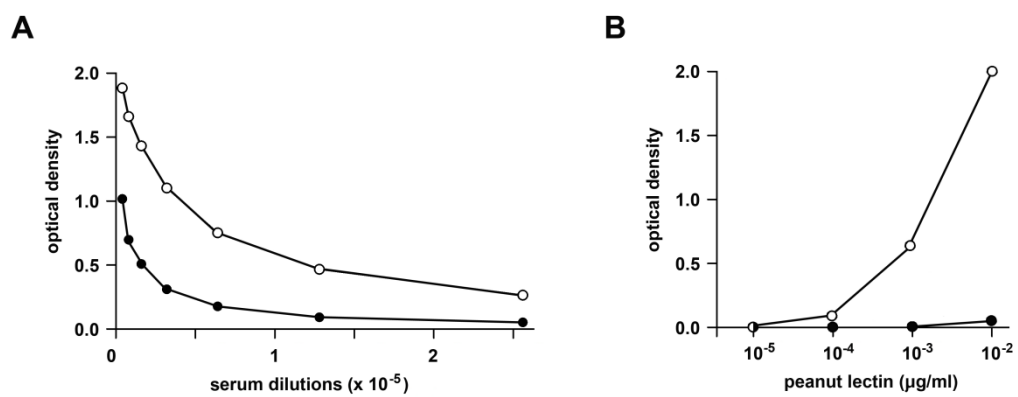 A
B
2.0
1.5
1.0
0.5
0.0
optical density
0
1
2
serum dilutions (x 10-5)
2.0
1.5
1.0
0.5
0.0
optical density
10-5
10-4
10-3
10-2
peanut lectin (µg/ml)